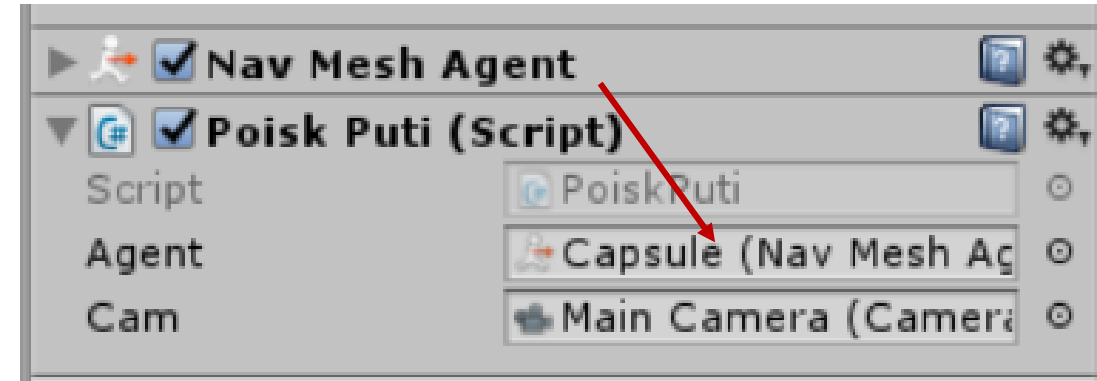 Nav Mesh Agent
Poisk Puti (Script)
Script PoiskPuti
Agent Capsule (Nav Mesh Ag
Cam Main Camera (Camera